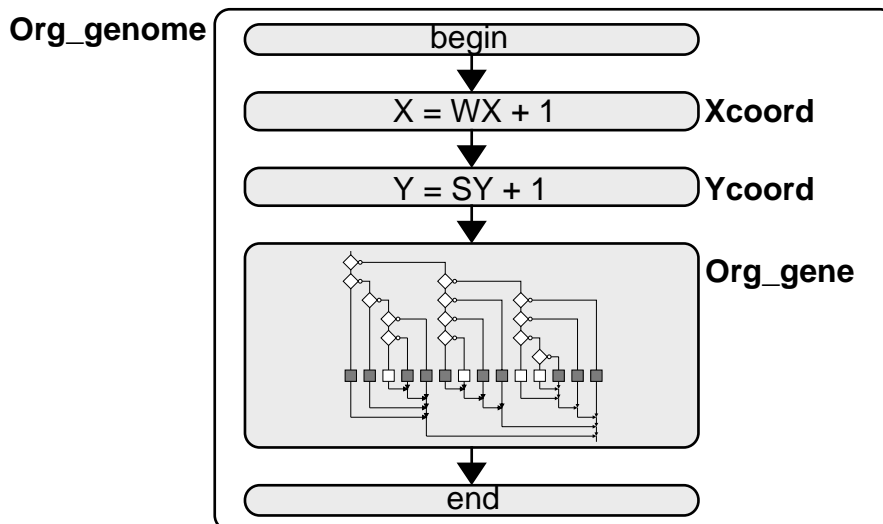 Org_genome
begin
X = WX + 1
Xcoord
Y = SY + 1
Ycoord
Org_gene
end